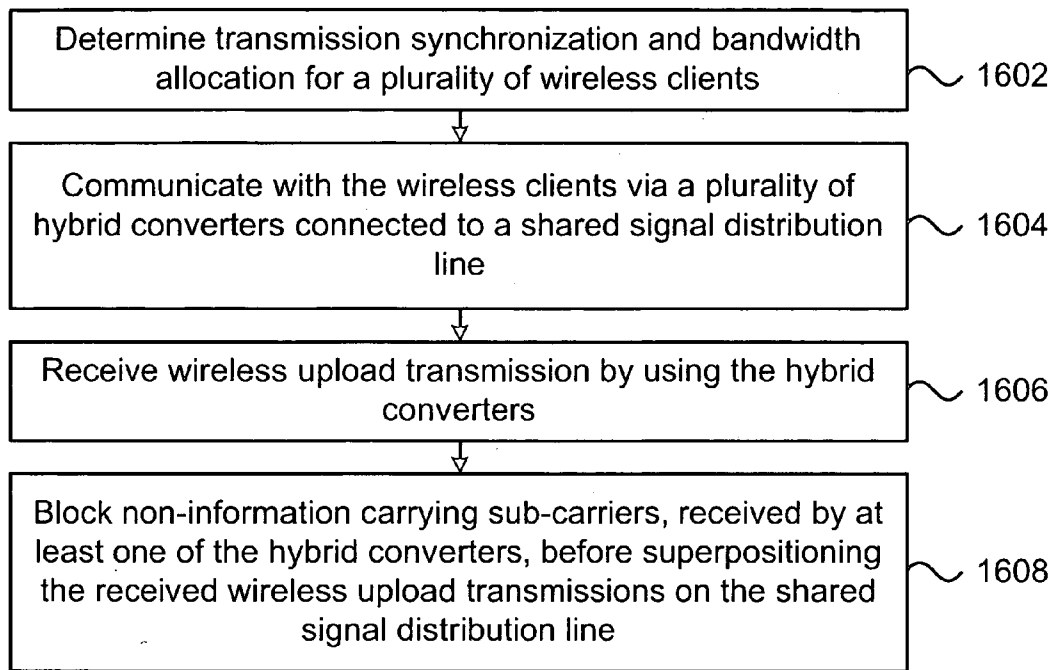 Determine transmission synchronization and bandwidth
allocation for a plurality of wireless clients
1602
Communicate with the wireless clients via a plurality of
hybrid converters connected to a shared signal distribution
line
1604
Receive wireless upload transmission by using the hybrid
converters
1606
Block non-information carrying sub-carriers, received by at
least one of the hybrid converters, before superpositioning
the received wireless upload transmissions on the shared
signal distribution line
1608